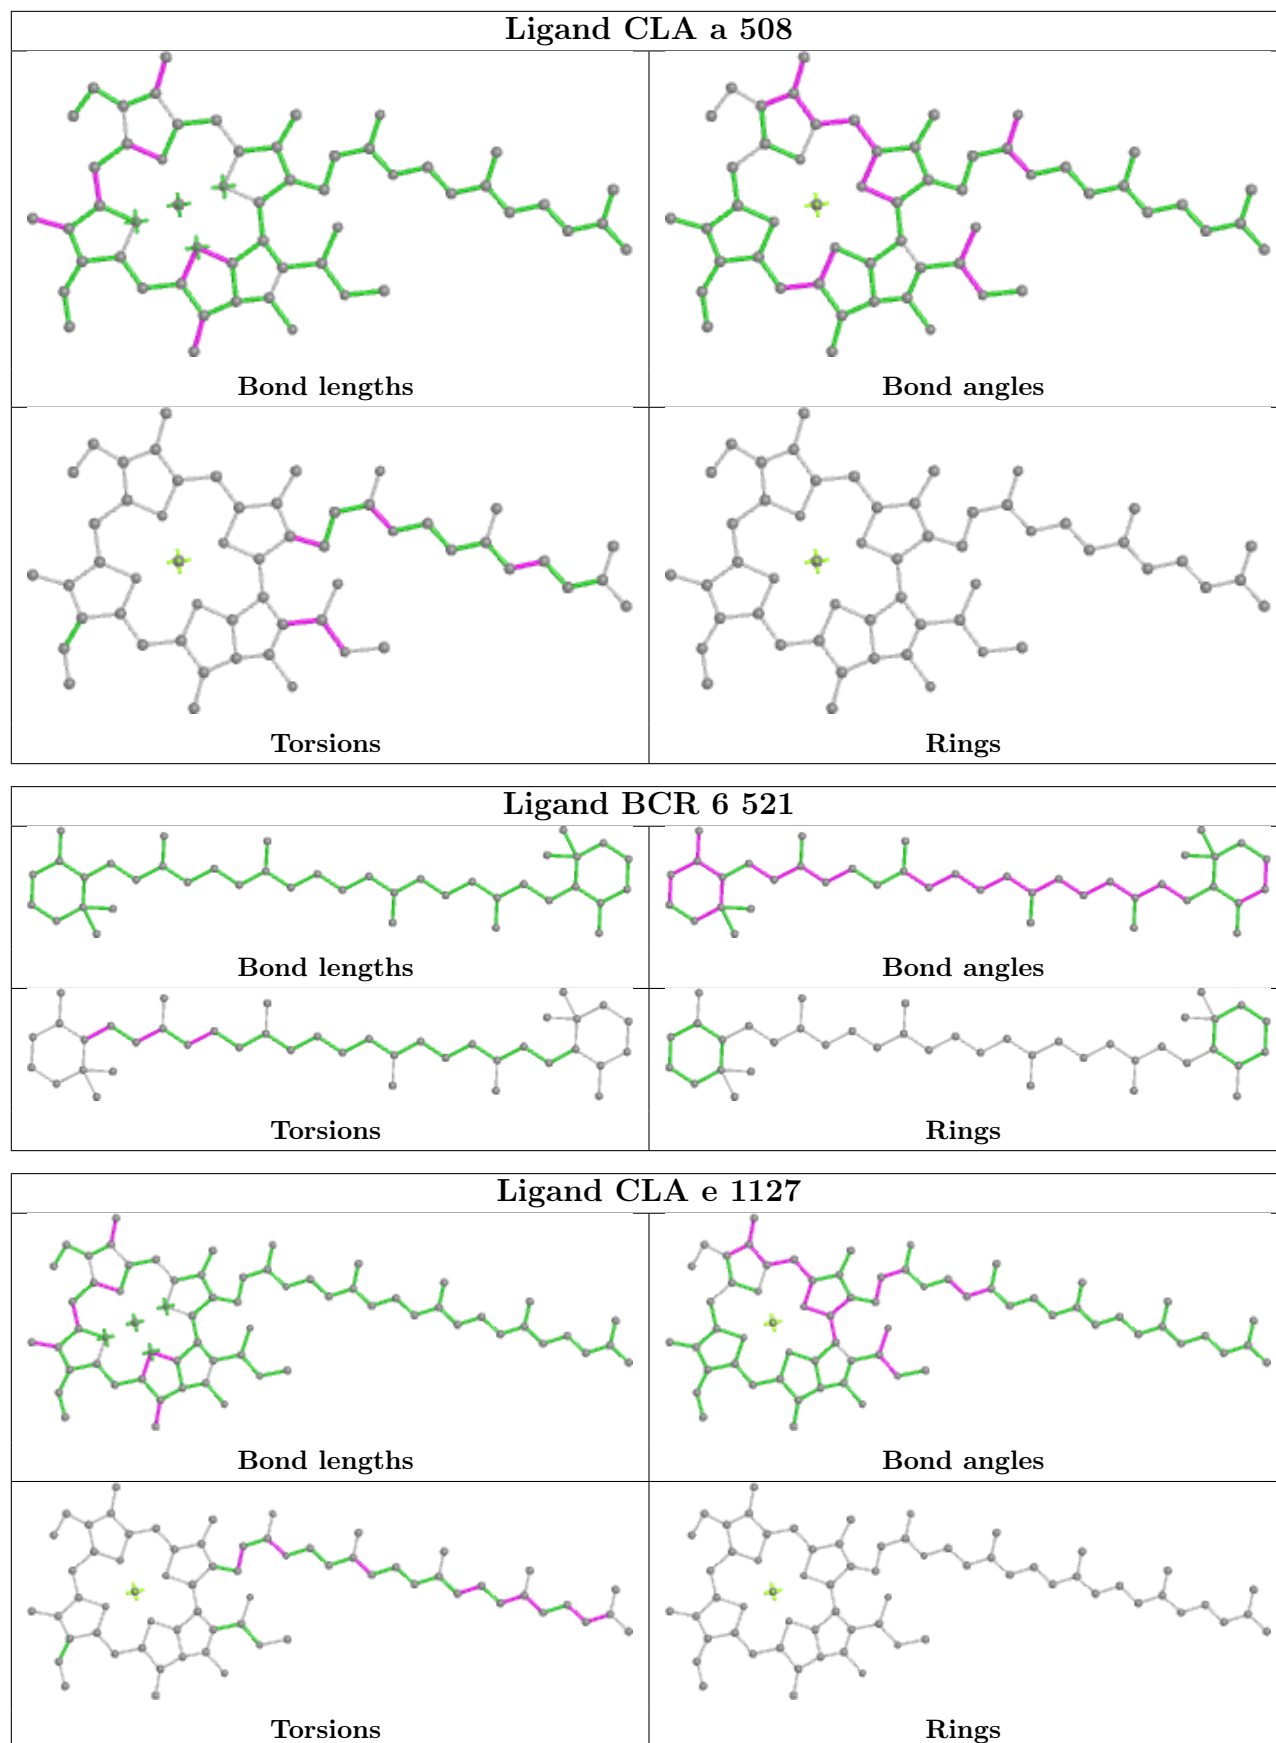 Ligand CLA a 508
Bond lengths
Bond angles
Torsions
Rings
Ligand BCR 6 521
Bond lengths
Bond angles
Torsions
Rings
Ligand CLA e 1127
Bond lengths
Bond angles
Torsions
Rings